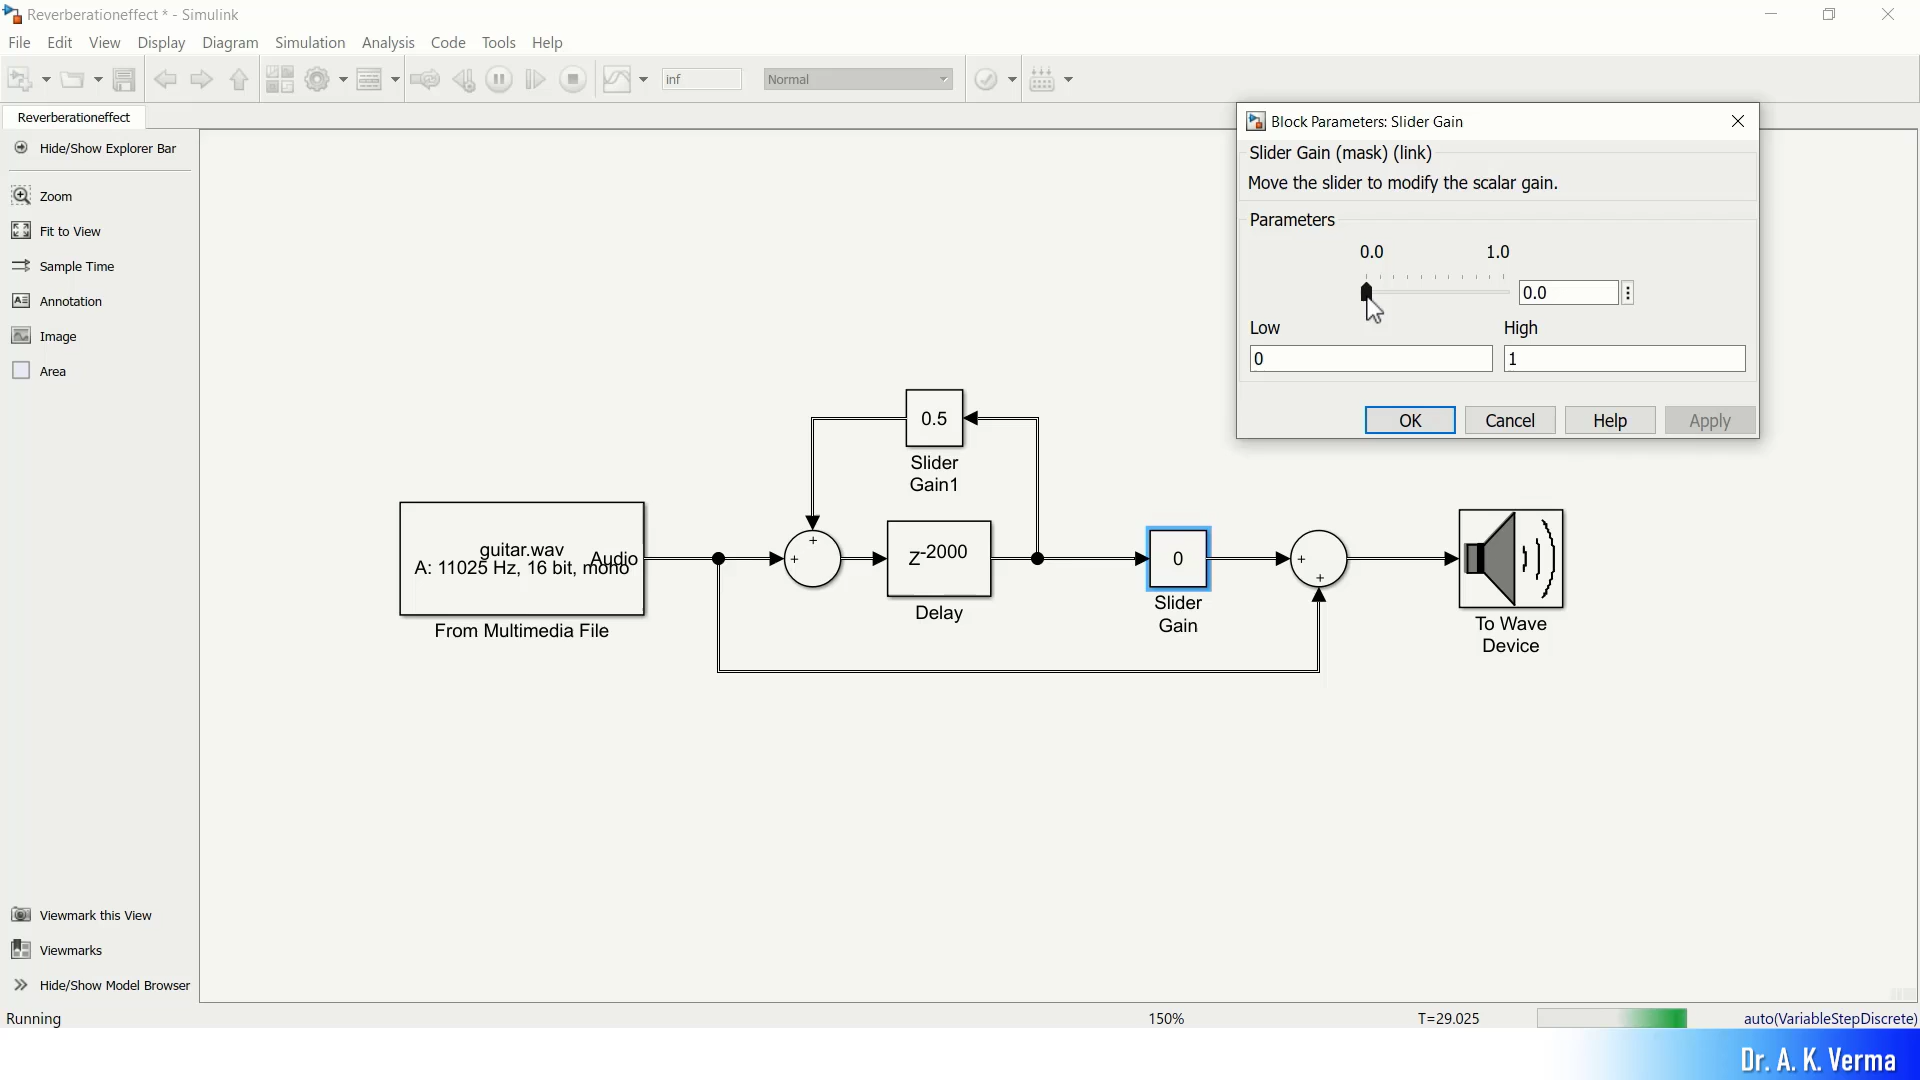 Reverberationeffect * - Simulink
File Edit View Display Diagram Simulation Analysis Code Tools Help
inf Normal
Reverberationeffect
Hide/Show Explorer Bar
Zoom
Fit to View
Sample Time
Annotation
Image
Area
Viewmark this View
Viewmarks
Hide/Show Model Browser
Block Parameters: Slider Gain
Slider Gain (mask) (link)
Move the slider to modify the scalar gain.
Parameters
0.0 1.0
0.0
Low High
0 1
OK Cancel Help Apply
0.5
Slider
Gain1
guitar.wav
Audio
A: 11025 Hz, 16 bit, mono
From Multimedia File
+
+
Z-2000
Delay
0
Slider
Gain
+
+
To Wave
Device
Running 150% T=29.025 auto(VariableStepDiscrete)
Dr. A. K. Verma